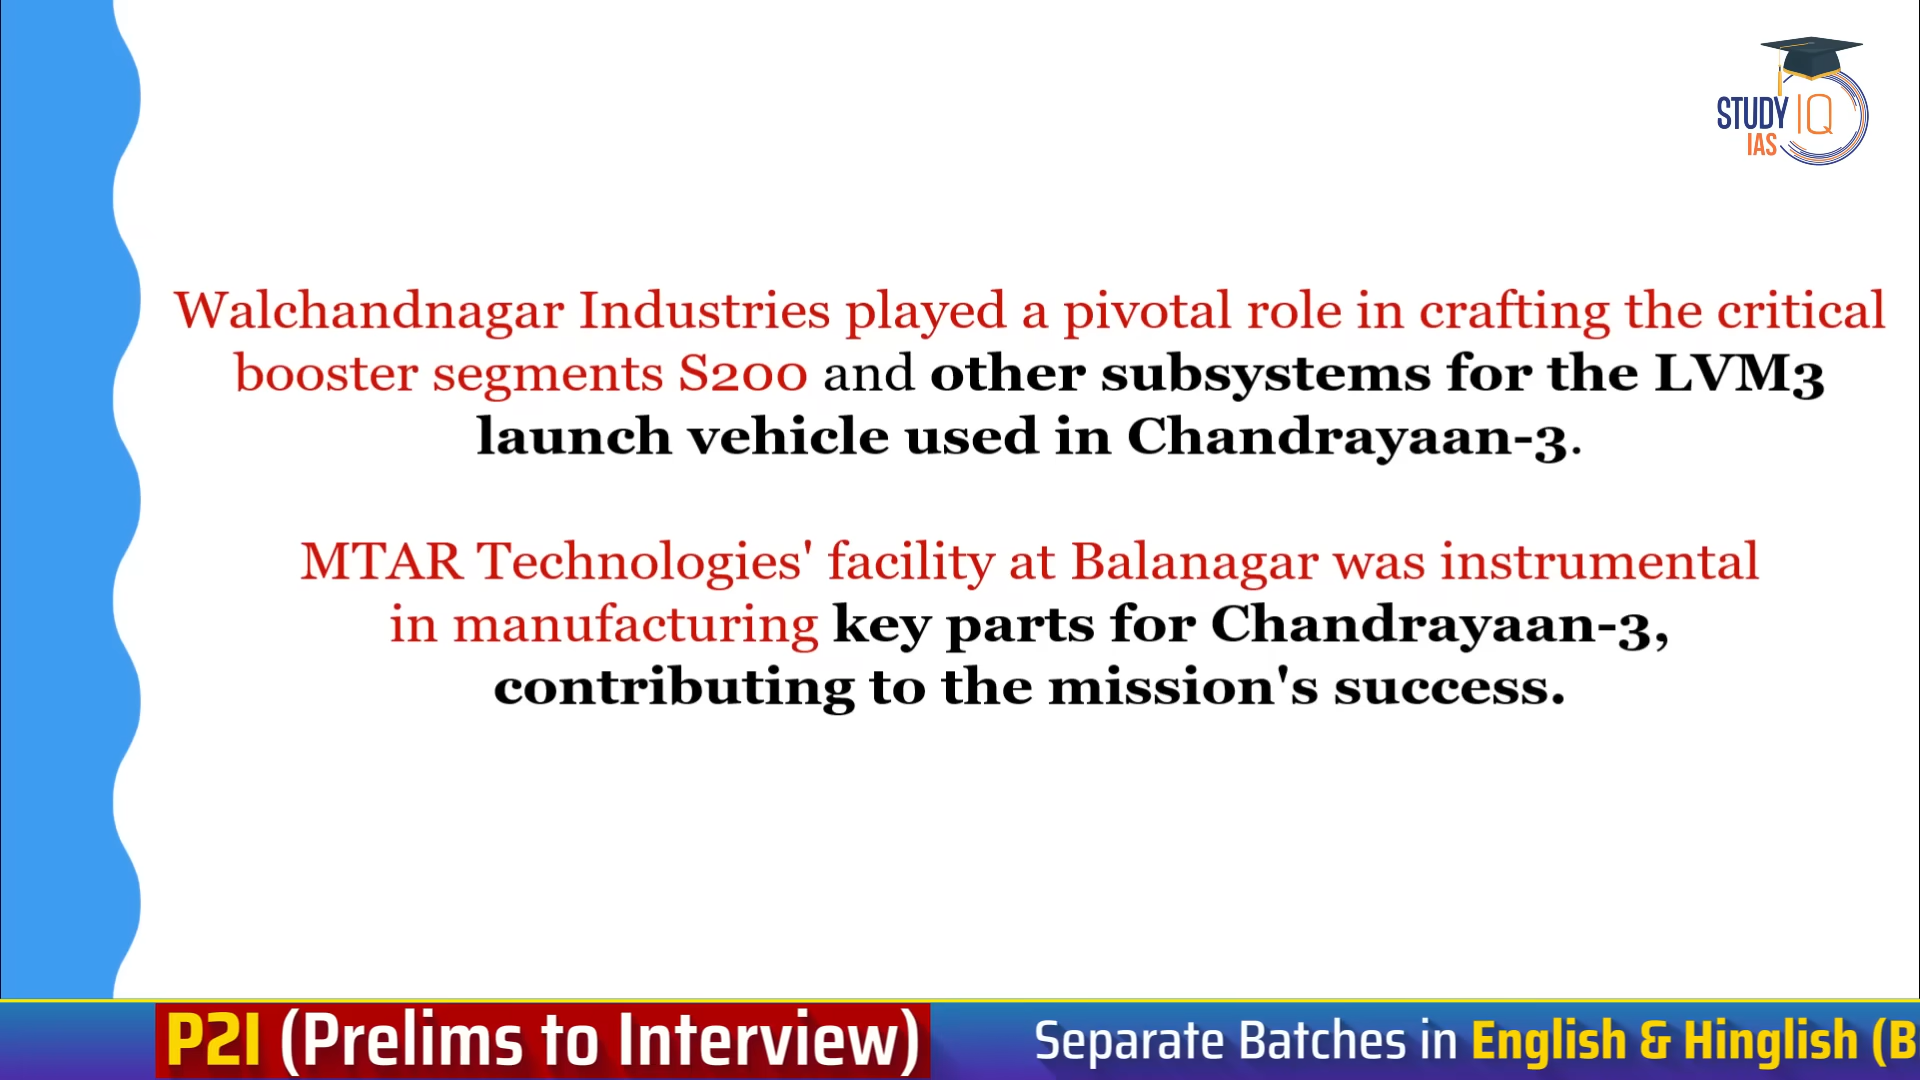 STUDY IQ
IAS
Walchandnagar Industries played a pivotal role in crafting the critical
booster segments S200 and other subsystems for the LVM3
launch vehicle used in Chandrayaan-3.
MTAR Technologies' facility at Balanagar was instrumental
in manufacturing key parts for Chandrayaan-3,
contributing to the mission's success.
P2I (Prelims to Interview) Separate Batches in English & Hinglish (B